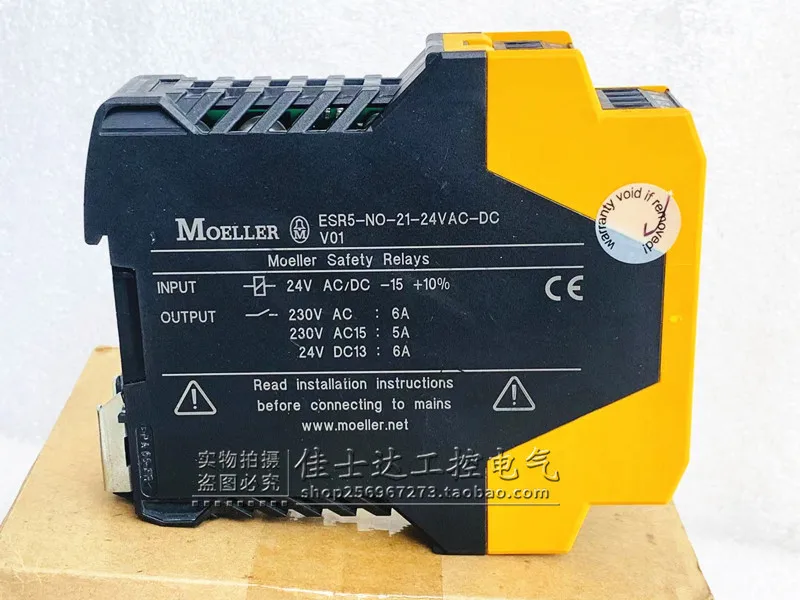 MOELLER
ESR5-NO-21-24VAC-DC
V01
Moeller Safety Relays
INPUT 24V AC/DC -15 +10%
OUTPUT 230V AC : 6A
230V AC15 : 5A
24V DC13 : 6A
CE
Read installation instructions
before connecting to mains
www.moeller.net
warranty void if removed!
实物拍摄
盗图必究
佳士达工控电气
shop256967273.taobao.com